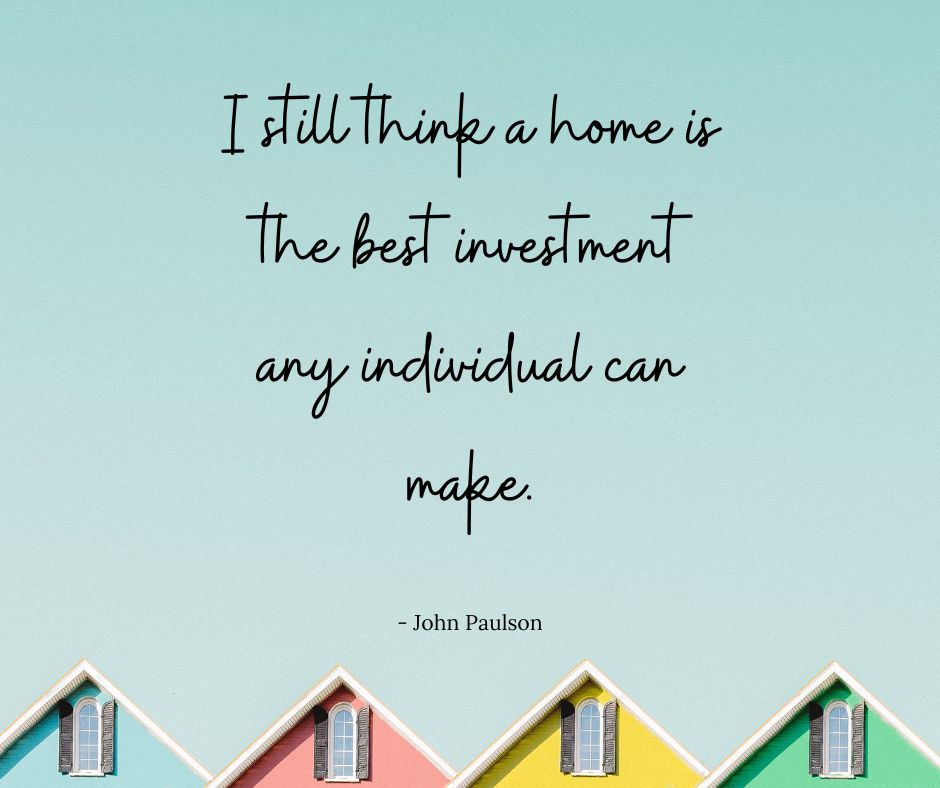 I still think a home is
the best investment
any individual can
make.
- John Paulson